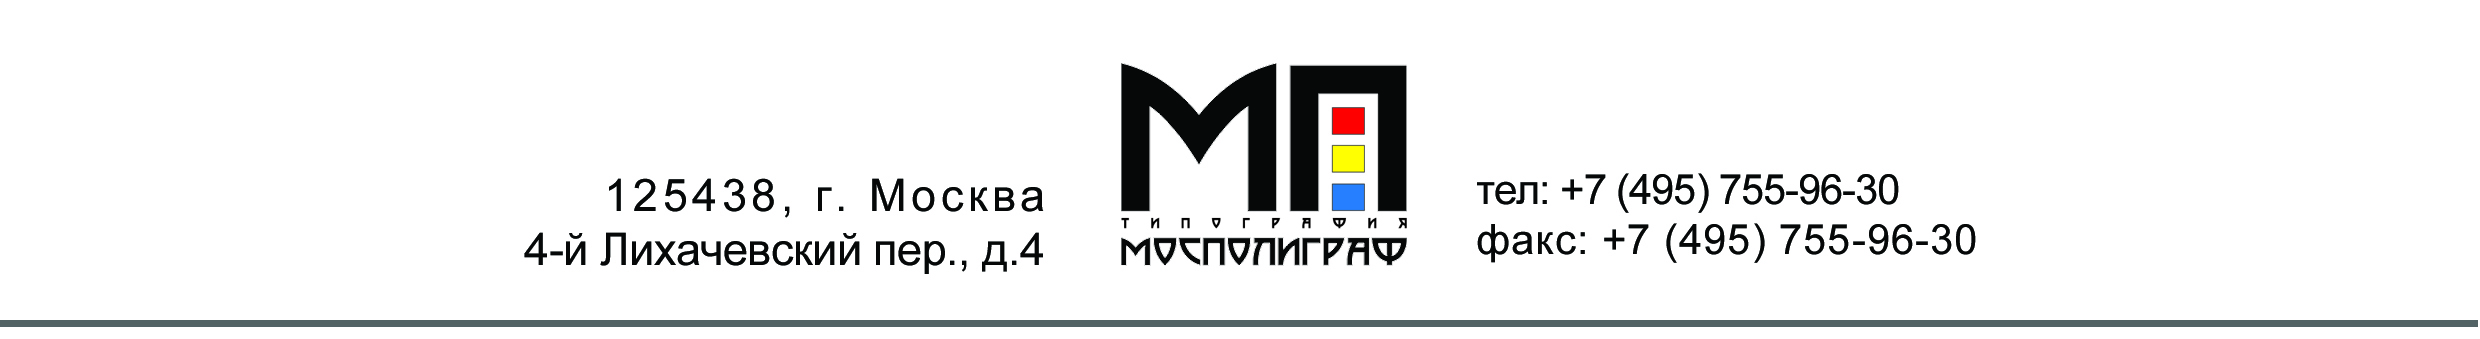 125438, г. Москва
4-й Лихачевский пер., д.4
МП
ТИПОГРАФИЯ
МОСПОЛИГРАФ
тел: +7 (495) 755-96-30
факс: +7 (495) 755-96-30